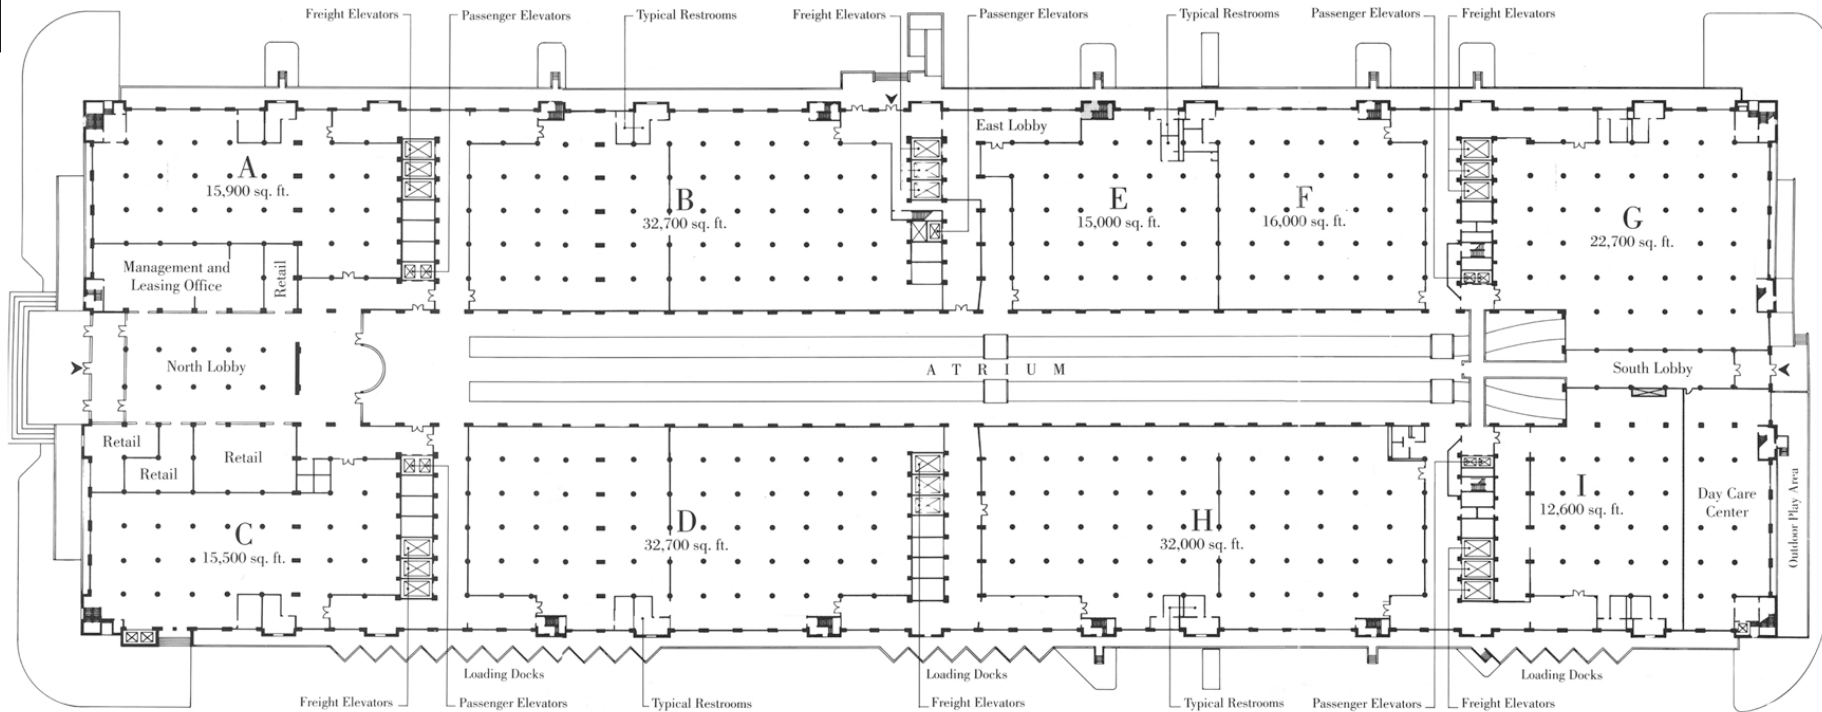 Freight Elevators
Passenger Elevators
Typical Restrooms
Freight Elevators
Passenger Elevators
Typical Restrooms
Passenger Elevators
Freight Elevators
East Lobby
A
15,900 sq. ft.
B
32,700 sq. ft.
E
15,000 sq. ft.
F
16,000 sq. ft.
G
22,700 sq. ft.
Management and
Leasing Office
Retail
North Lobby
ATRIUM
South Lobby
Retail
Retail
Retail
C
15,500 sq. ft.
D
32,700 sq. ft.
H
32,000 sq. ft.
I
12,600 sq. ft.
Day Care
Center
Outdoor Play Area
Loading Docks
Loading Docks
Loading Docks
Freight Elevators
Passenger Elevators
Typical Restrooms
Freight Elevators
Typical Restrooms
Passenger Elevators
Freight Elevators